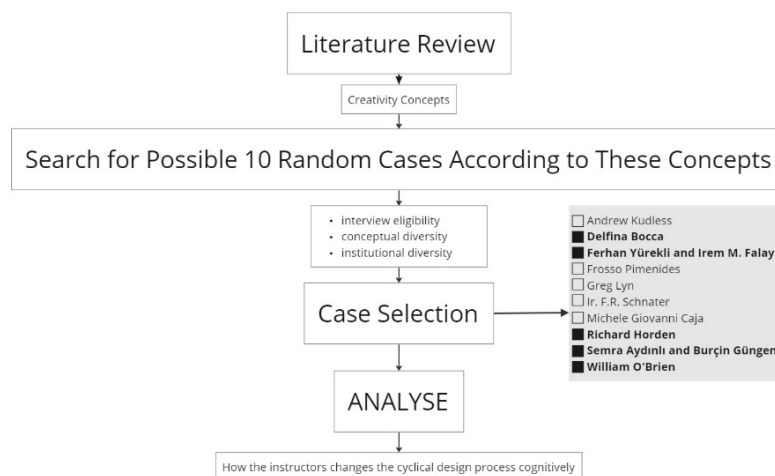 Literature Review
Creativity Concepts
Search for Possible 10 Random Cases According to These Concepts
• interview eligibility
• conceptual diversity
• institutional diversity
Case Selection
Andrew Kudless
Delfina Bocca
Ferhan Yürekli and Irem M. Falay
Frosso Pimenides
Greg Lyn
Ir. F.R. Schnater
Michele Giovanni Caja
Richard Horden
Semra Aydınlı and Burçin Güngen
William O'Brien
ANALYSE
How the instructors changes the cyclical design process cognitively